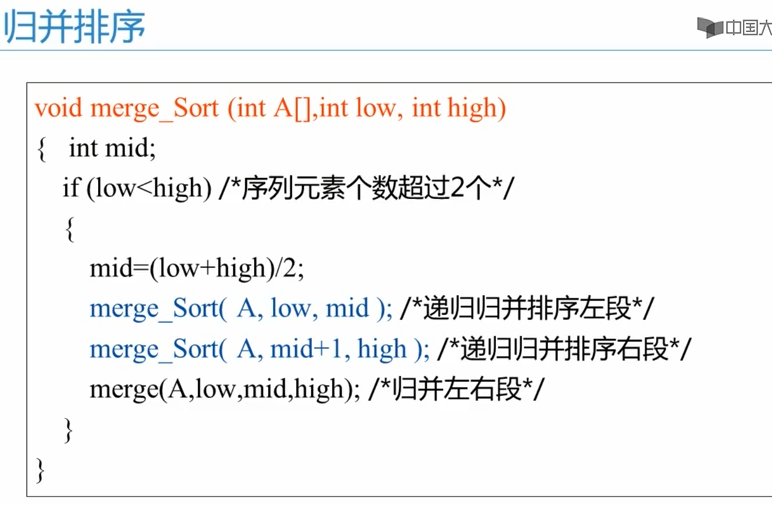 归并排序
中国大
void merge_Sort (int A[],int low, int high)
{ int mid;
if (low<high) /*序列元素个数超过2个*/
{
mid=(low+high)/2;
merge_Sort( A, low, mid ); /*递归归并排序左段*/
merge_Sort( A, mid+1, high ); /*递归归并排序右段*/
merge(A,low,mid,high); /*归并左右段*/
}
}